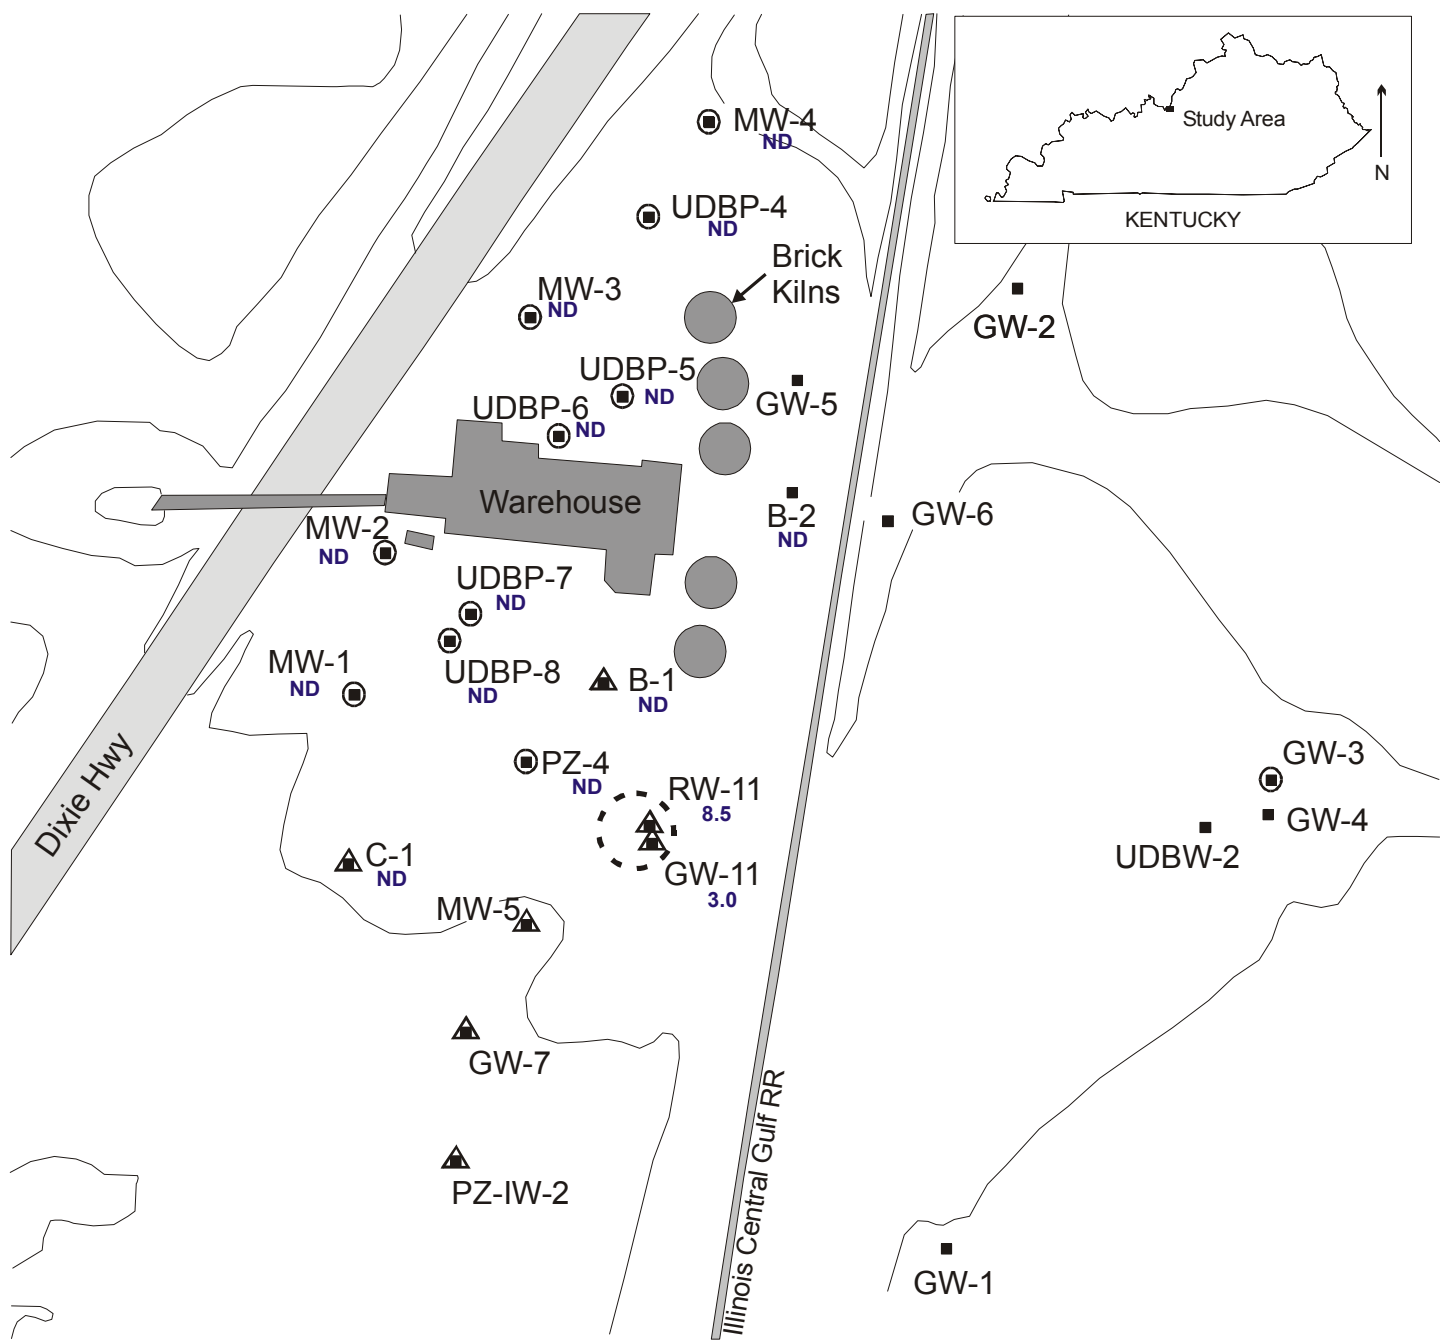 MW-4
ND
Study Area
N
KENTUCKY
UDBP-4
ND
Brick
Kilns
MW-3
ND
GW-2
UDBP-5
ND
GW-5
UDBP-6
ND
Warehouse
B-2
ND
GW-6
MW-2
ND
UDBP-7
ND
UDBP-8
ND
MW-1
ND
B-1
ND
PZ-4
ND
RW-11
8.5
GW-3
GW-4
UDBW-2
Dixie Hwy
C-1
ND
GW-11
3.0
MW-5
GW-7
PZ-IW-2
Illinois Central Gulf RR
GW-1